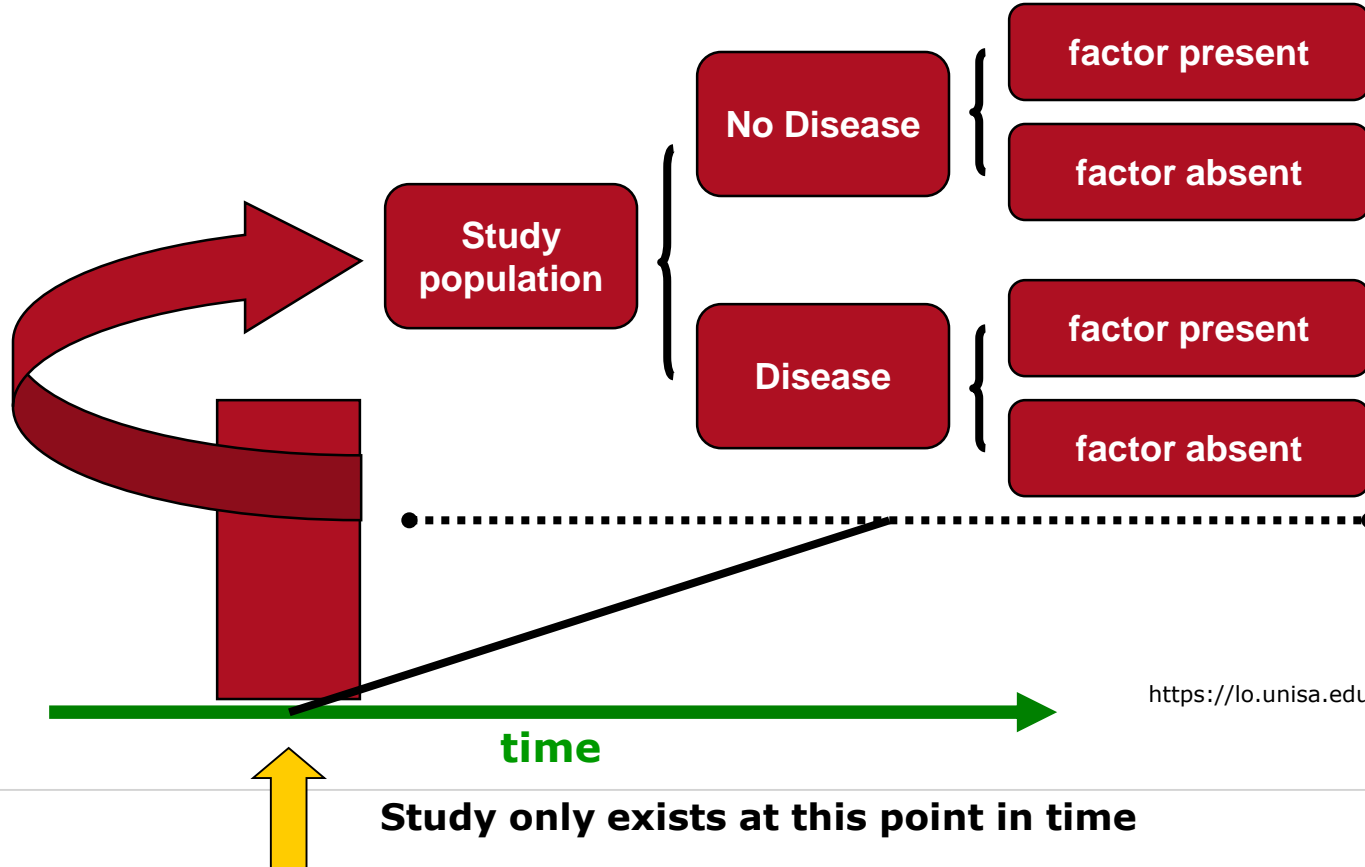 factor present
No Disease
factor absent
Study
population
factor present
Disease
factor absent
https://lo.unisa.edu
time
Study only exists at this point in time